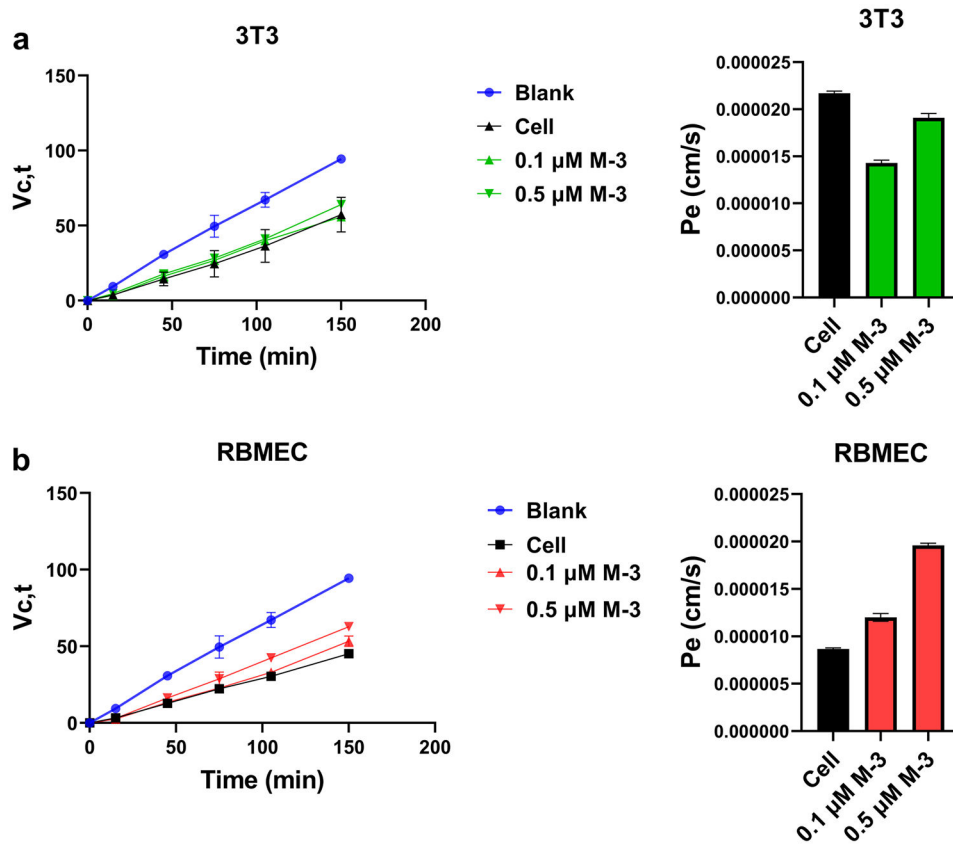 a
3T3
150
100
50
0
Vc,t
0 50 100 150 200
Time (min)
Blank
Cell
0.1 µM M-3
0.5 µM M-3
3T3
0.000025
0.000020
0.000015
0.000010
0.000005
0.000000
Pe (cm/s)
Cell
0.1 µM M-3
0.5 µM M-3
b
RBMEC
150
100
50
0
Vc,t
0 50 100 150 200
Time (min)
Blank
Cell
0.1 µM M-3
0.5 µM M-3
RBMEC
0.000025
0.000020
0.000015
0.000010
0.000005
0.000000
Pe (cm/s)
Cell
0.1 µM M-3
0.5 µM M-3